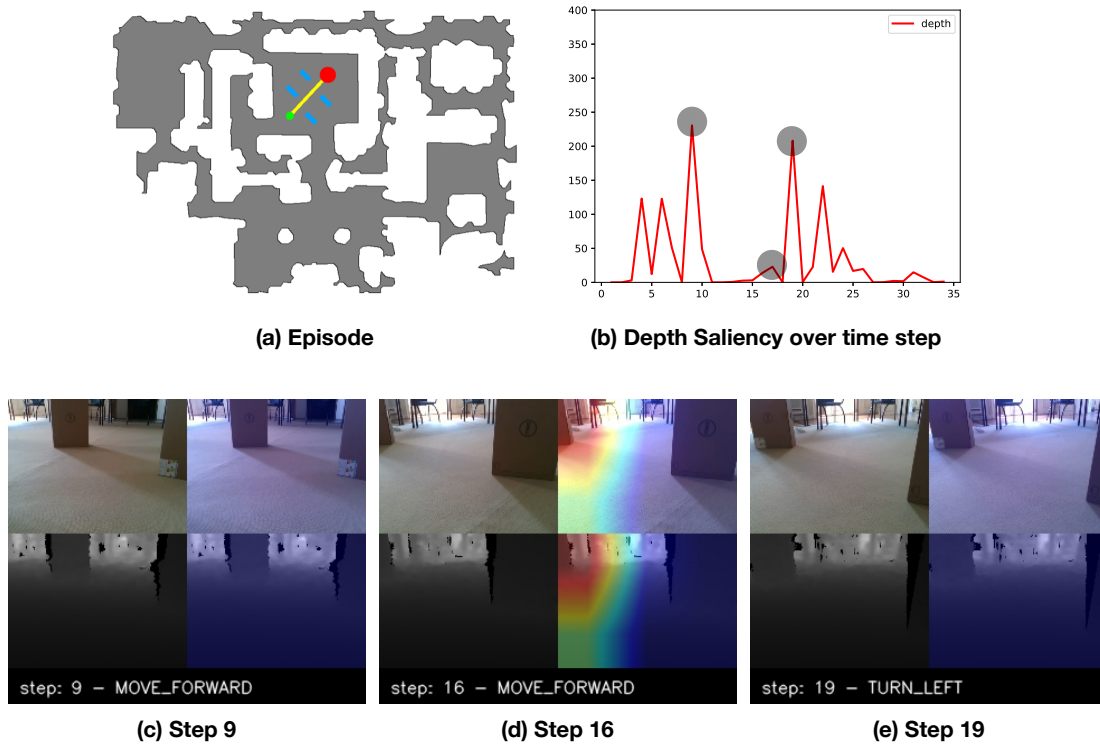 400
350
300
250
200
150
100
50
0
depth
0 5 10 15 20 25 30 35
(a) Episode
(b) Depth Saliency over time step
step: 9 – MOVE_FORWARD
step: 16 – MOVE_FORWARD
step: 19 – TURN_LEFT
(c) Step 9
(d) Step 16
(e) Step 19